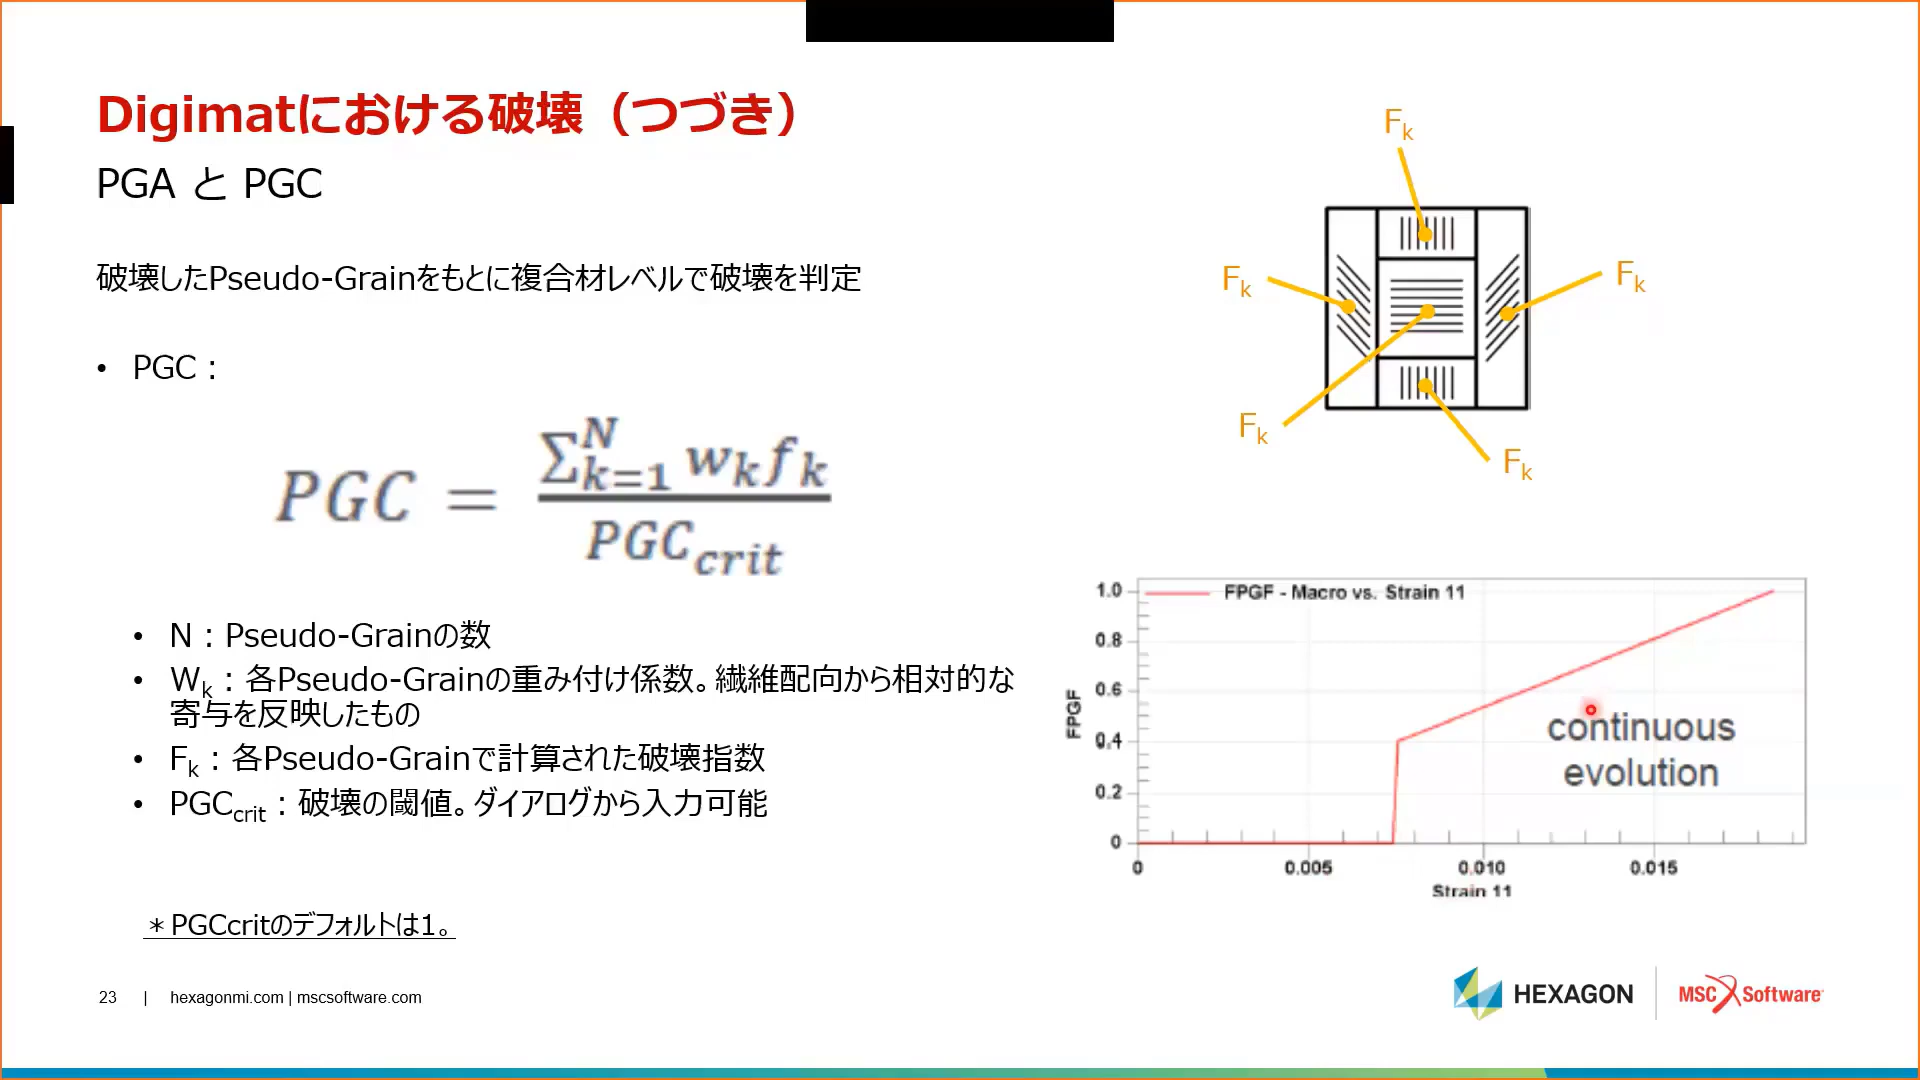 Digimatにおける破壊（つづき）
PGA と PGC
破壊したPseudo-Grainをもとに複合材レベルで破壊を判定
• PGC：
PGC = ∑_{k=1}^{N} w_k f_k / PGC_crit
• N：Pseudo-Grainの数
• W_k：各Pseudo-Grainの重み付け係数。繊維配向から相対的な
寄与を反映したもの
• F_k：各Pseudo-Grainで計算された破壊指数
• PGC_crit：破壊の閾値。ダイアログから入力可能
＊PGCcritのデフォルトは1。
F_k
F_k
F_k
F_k
F_k
FPGF - Macro vs. Strain 11
1.0
0.8
0.6
0.4
0.2
0
FPGF
continuous
evolution
0 0.005 0.010 0.015
Strain 11
23 | hexagonmi.com | mscsoftware.com
HEXAGON
MSC Software